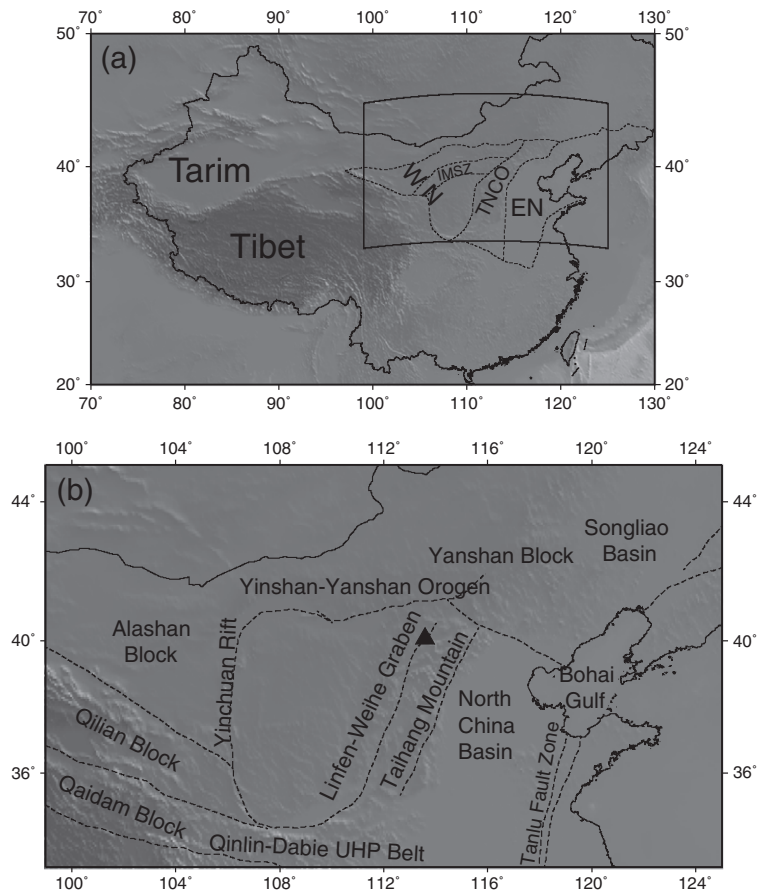 70° 80° 90° 100° 110° 120° 130°
50° 50°
(a)
40° 40°
Tarim
WN
IMSZ
TNCO
EN
Tibet
30° 30°
20° 20°
70° 80° 90° 100° 110° 120° 130°
100° 104° 108° 112° 116° 120° 124°
(b)
44° 44°
Songliao
Basin
Yanshan Block
Yinshan-Yanshan Orogen
Alashan
Block
40° 40°
Yinchuan Rift
Linfen-Weihe Graben
Taihang Mountain
Bohai
Gulf
North
China
Basin
Qilian Block
36° 36°
Qaidam Block
Tanlu Fault Zone
Qinlin-Dabie UHP Belt
100° 104° 108° 112° 116° 120° 124°